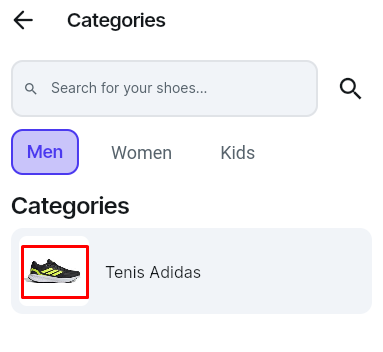 Categories
Search for your shoes...
Men
Women
Kids
Categories
Tenis Adidas